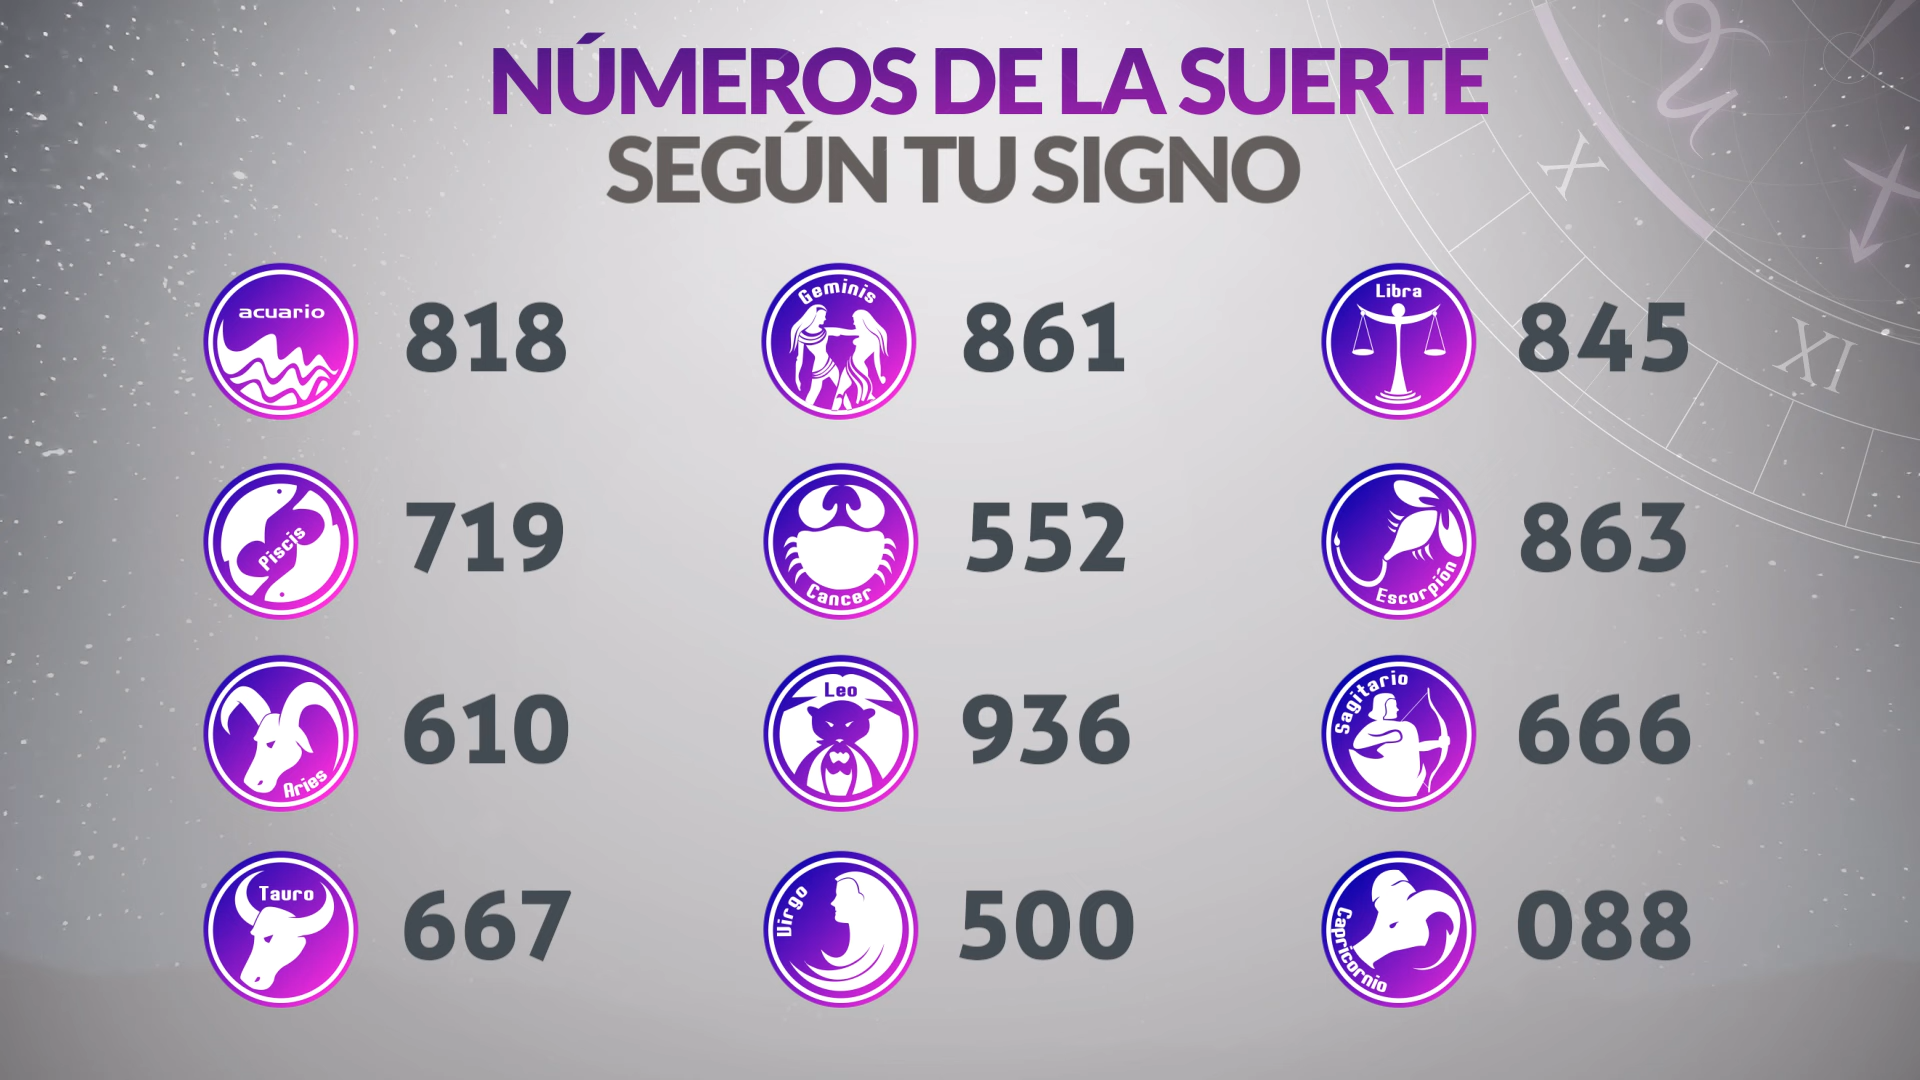 NÚMEROS DE LA SUERTE
SEGÚN TU SIGNO
acuario 818
Geminis 861
Libra 845
Piscis 719
Cancer 552
Escorpión 863
Aries 610
Leo 936
Sagitario 666
Tauro 667
Virgo 500
Capricornio 088
X
XI